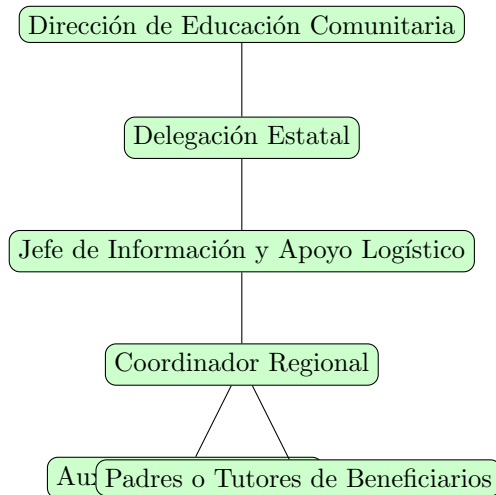 Dirección de Educación Comunitaria
Delegación Estatal
Jefe de Información y Apoyo Logístico
Coordinador Regional
Padres o Tutores de Beneficiarios